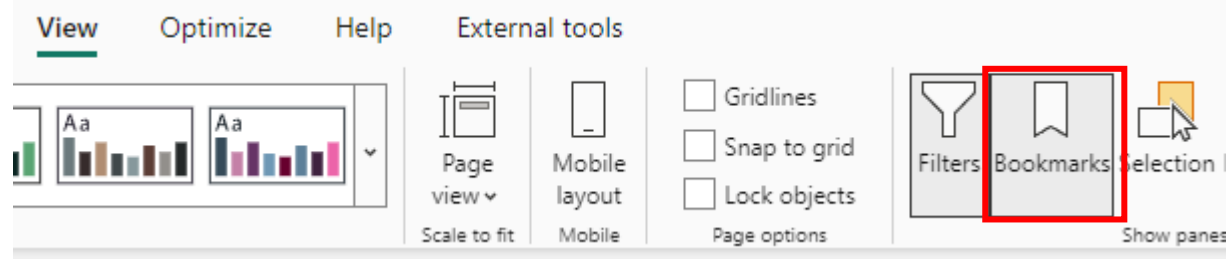 View Optimize Help External tools
Aa Aa
Page view
Mobile layout
Gridlines
Snap to grid
Lock objects
Filters
Bookmarks
Selection
Scale to fit
Mobile
Page options
Show panes